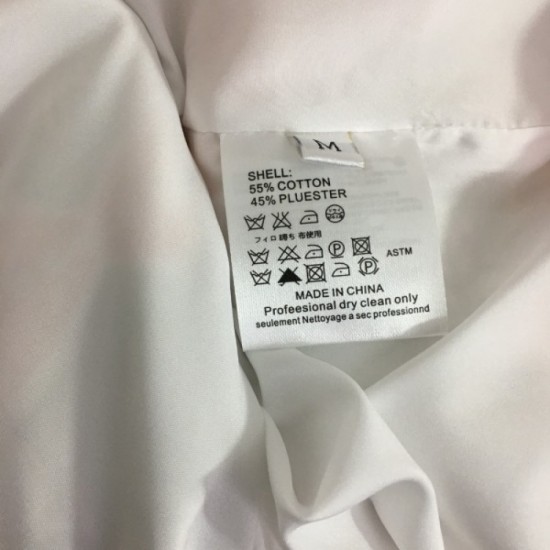 M
SHELL:
55% COTTON
45% PLUESTER
フィロ 縛ち 布使用
ASTM
MADE IN CHINA
Profeesional dry clean only
seulement Nettoyage a sec professionnd